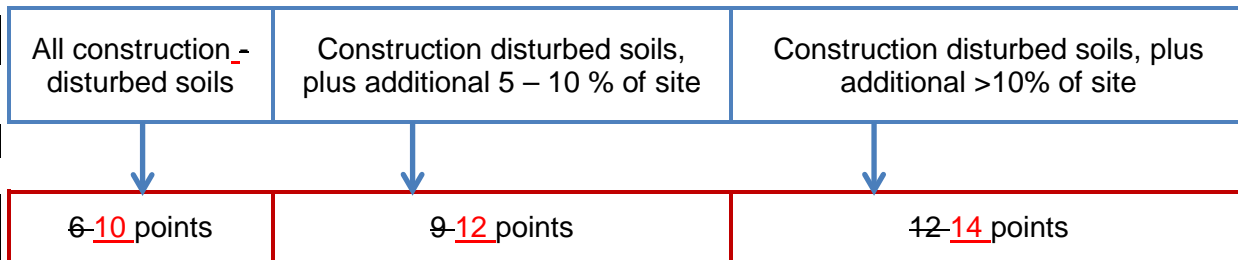 All construction -
disturbed soils
Construction disturbed soils,
plus additional 5 – 10 % of site
Construction disturbed soils, plus
additional >10% of site
6 10 points
9 12 points
12 14 points